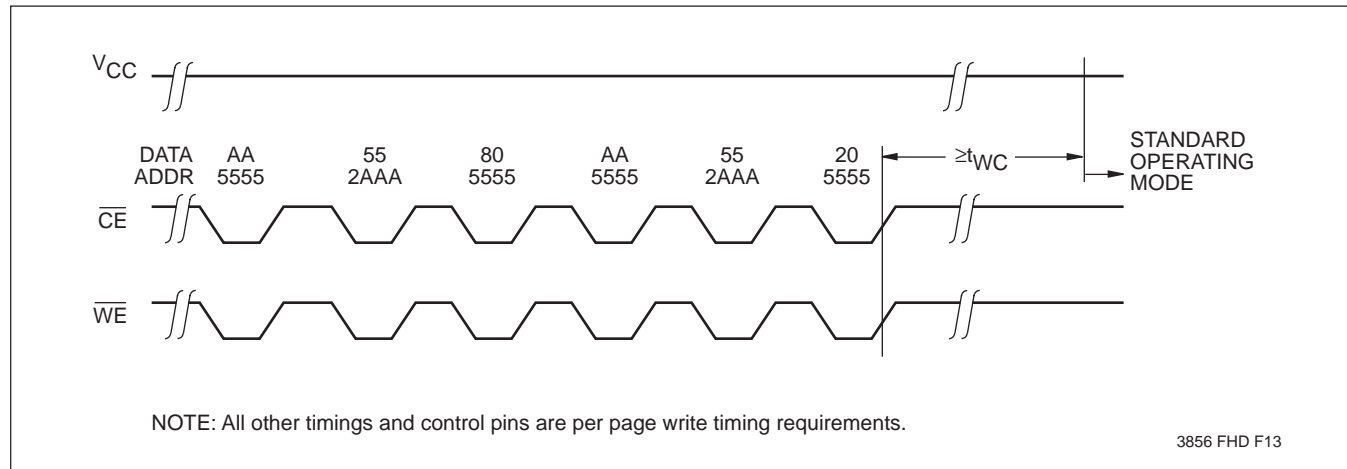 VCC
DATA AA 55 80 AA 55 20
ADDR 5555 2AAA 5555 5555 2AAA 5555
≥tWC
STANDARD
OPERATING
MODE
CE
WE
NOTE: All other timings and control pins are per page write timing requirements.
3856 FHD F13